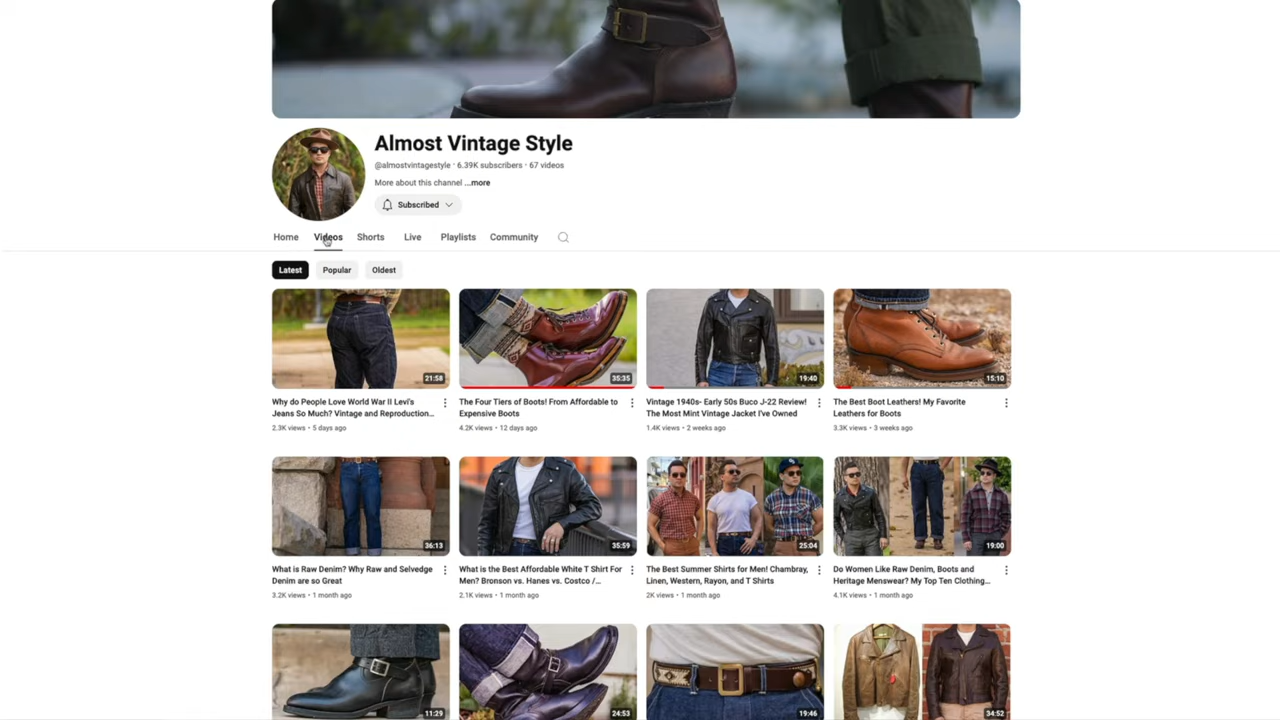 Almost Vintage Style
@almostvintagestyle · 6.39K subscribers · 67 videos
More about this channel ...more
Subscribed
Home Videos Shorts Live Playlists Community
Latest Popular Oldest
21:58 35:35 19:40 15:10
Why do People Love World War II Levi's
Jeans So Much? Vintage and Reproduction...
2.3K views • 5 days ago
The Four Tiers of Boots! From Affordable to
Expensive Boots
4.2K views • 12 days ago
Vintage 1940s- Early 50s Buco J-22 Review!
The Most Mint Vintage Jacket I've Owned
1.4K views • 2 weeks ago
The Best Boot Leathers! My Favorite
Leathers for Boots
3.3K views • 3 weeks ago
36:13 35:59 25:04 19:00
What is Raw Denim? Why Raw and Selvedge
Denim are so Great
3.2K views • 1 month ago
What is the Best Affordable White T Shirt For
Men? Bronson vs. Hanes vs. Costco /...
2.1K views • 1 month ago
The Best Summer Shirts for Men! Chambray,
Linen, Western, Rayon, and T Shirts
2K views • 1 month ago
Do Women Like Raw Denim, Boots and
Heritage Menswear? My Top Ten Clothing...
4.1K views • 1 month ago
11:29 24:53 19:46 34:52